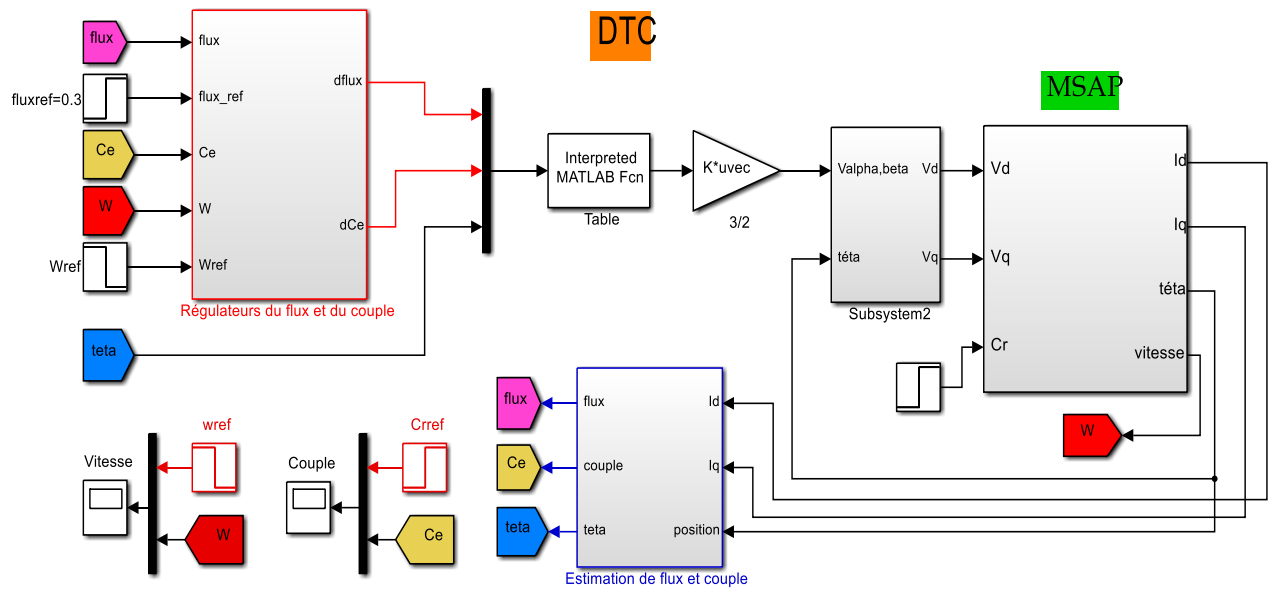 DTC
MSAP
flux
fluxref=0.3
Ce
W
Wref
teta
flux
flux_ref
Ce
W
Wref
dflux
dCe
Régulateurs du flux et du couple
Interpreted
MATLAB Fcn
Table
K*uvec
3/2
Valpha,beta
téta
Vd
Vq
Subsystem2
Vd
Vq
Cr
Id
Iq
téta
vitesse
W
flux
Ce
teta
flux
couple
teta
Id
Iq
position
Estimation de flux et couple
wref
Vitesse
W
Crref
Couple
Ce